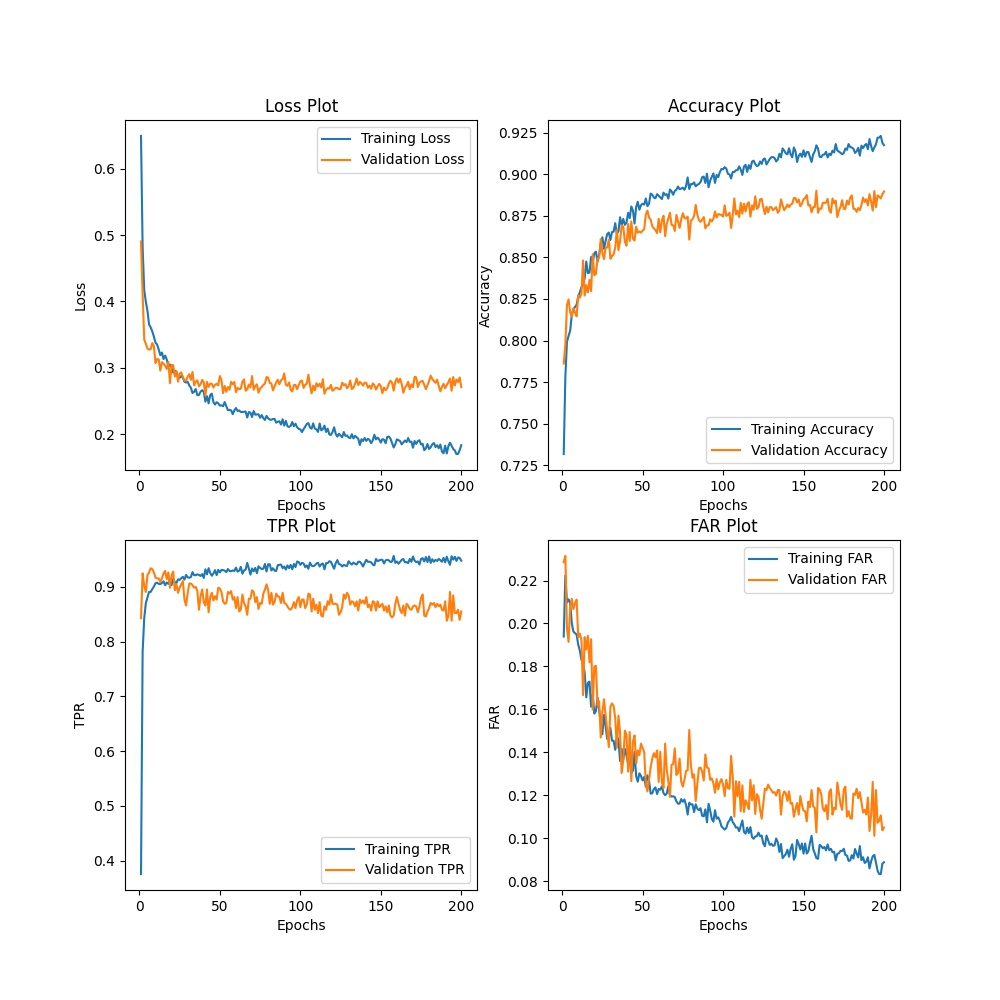 Loss Plot
Training Loss
Validation Loss
0.6
0.5
0.4
0.3
0.2
Loss
0 50 100 150 200
Epochs
Accuracy Plot
0.925
0.900
0.875
0.850
0.825
0.800
0.775
0.750
0.725
Accuracy
Training Accuracy
Validation Accuracy
0 50 100 150 200
Epochs
TPR Plot
0.9
0.8
0.7
0.6
0.5
0.4
TPR
Training TPR
Validation TPR
0 50 100 150 200
Epochs
FAR Plot
Training FAR
Validation FAR
0.22
0.20
0.18
0.16
0.14
0.12
0.10
0.08
FAR
0 50 100 150 200
Epochs